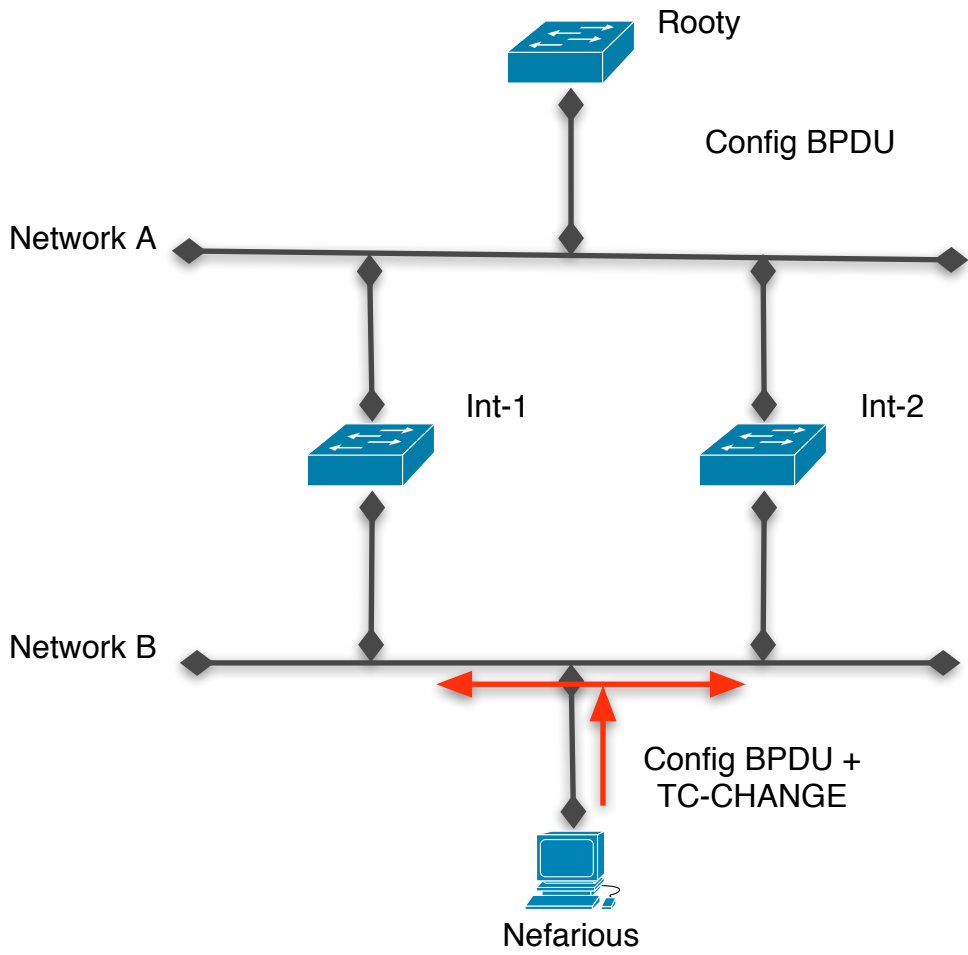 Rooty
Config BPDU
Network A
Int-1
Int-2
Network B
Config BPDU +
TC-CHANGE
Nefarious